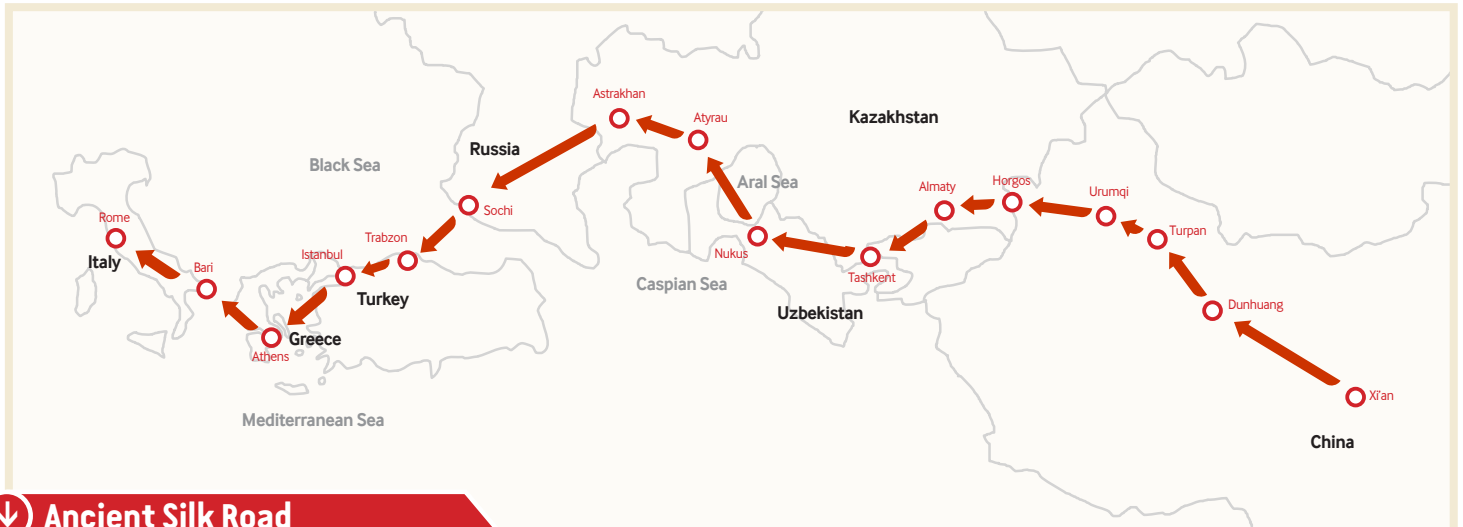 Astrakhan
Atyrau
Kazakhstan
Russia
Black Sea
Aral Sea
Almaty
Horgos
Urumqi
Rome
Sochi
Turpan
Trabzon
Istanbul
Nukus
Italy
Bari
Tashkent
Caspian Sea
Turkey
Dunhuang
Uzbekistan
Greece
Athens
Xi'an
Mediterranean Sea
China
Ancient Silk Road